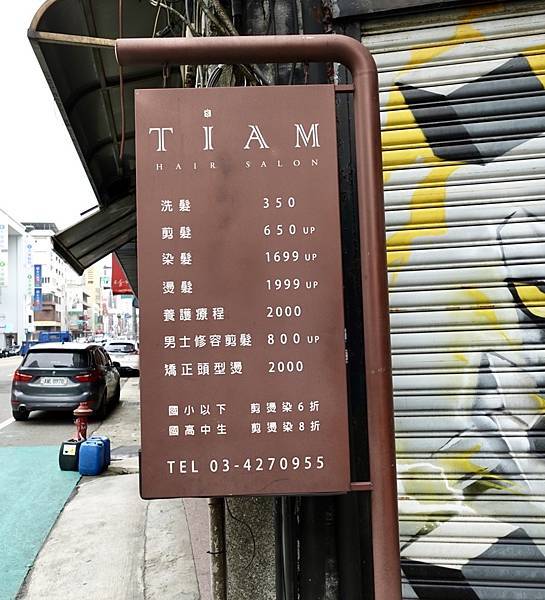 TIAM
HAIR SALON
洗髮 350
剪髮 650 UP
染髮 1699 UP
燙髮 1999 UP
養護療程 2000
男士修容剪髮 800 UP
矯正頭型燙 2000
國小以下 剪燙染6折
國高中生 剪燙染8折
TEL 03-4270955